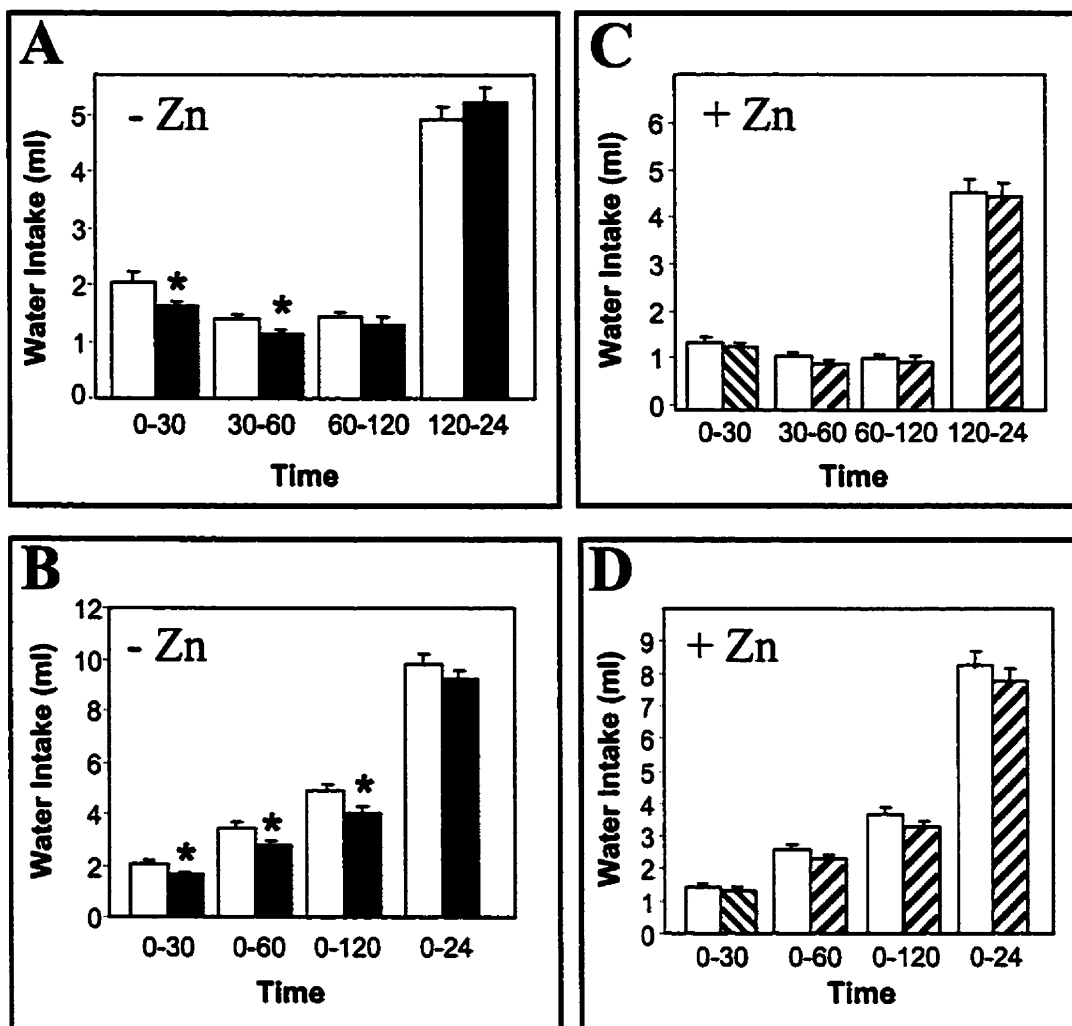 A
- Zn
Water Intake (ml)
5
4
3
2
1
0
*
*
0-30 30-60 60-120 120-24
Time
C
+ Zn
Water Intake (ml)
6
5
4
3
2
1
0
0-30 30-60 60-120 120-24
Time
B
- Zn
Water Intake (ml)
12
10
8
6
4
2
0
*
*
*
0-30 0-60 0-120 0-24
Time
D
+ Zn
Water Intake (ml)
9
8
7
6
5
4
3
2
1
0
0-30 0-60 0-120 0-24
Time